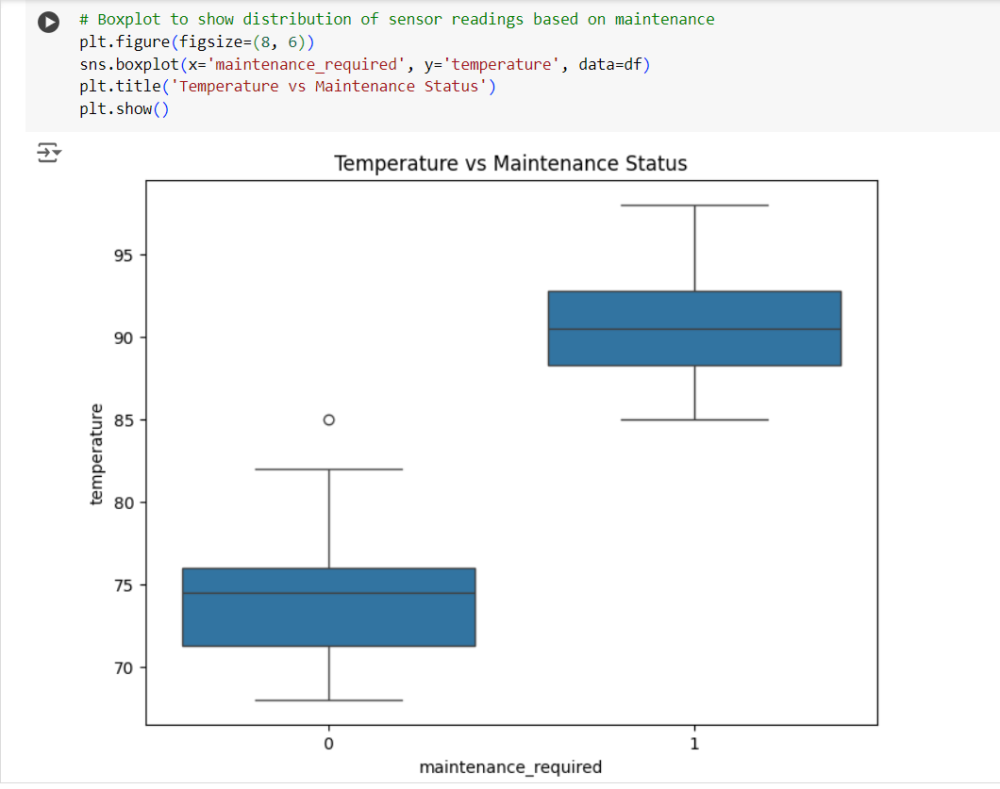 # Boxplot to show distribution of sensor readings based on maintenance
plt.figure(figsize=(8, 6))
sns.boxplot(x='maintenance_required', y='temperature', data=df)
plt.title('Temperature vs Maintenance Status')
plt.show()
Temperature vs Maintenance Status
95
90
85
80
75
70
temperature
0
1
maintenance_required